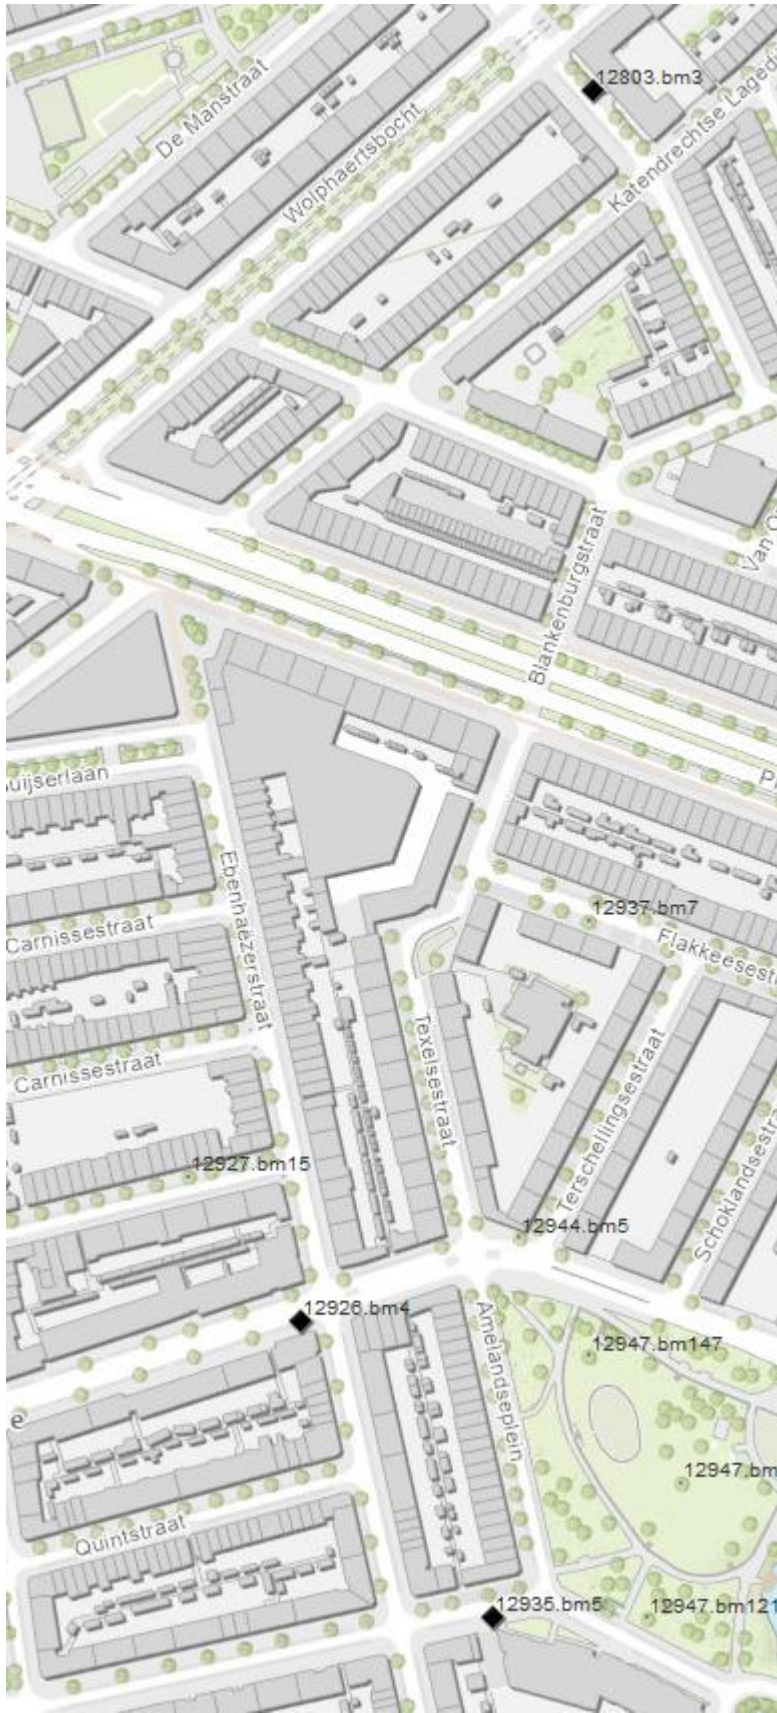 12803.bm3
De Manstraat
Wolphaertsbocht
Katendrechtse Laged
Blankenburgstraat
Van
uijserlaan
Ebenhaëzerstraat
Carnissestraat
12937.bm7
Flakkeesestr
Texelsestraat
Carnissestraat
Terschellingsestraat
12927.bm15
Schoklandsestr
12944.bm5
12926.bm4
Amelandseplein
12947.bm147
e
12947.bm
Quintstraat
12935.bm5
12947.bm121